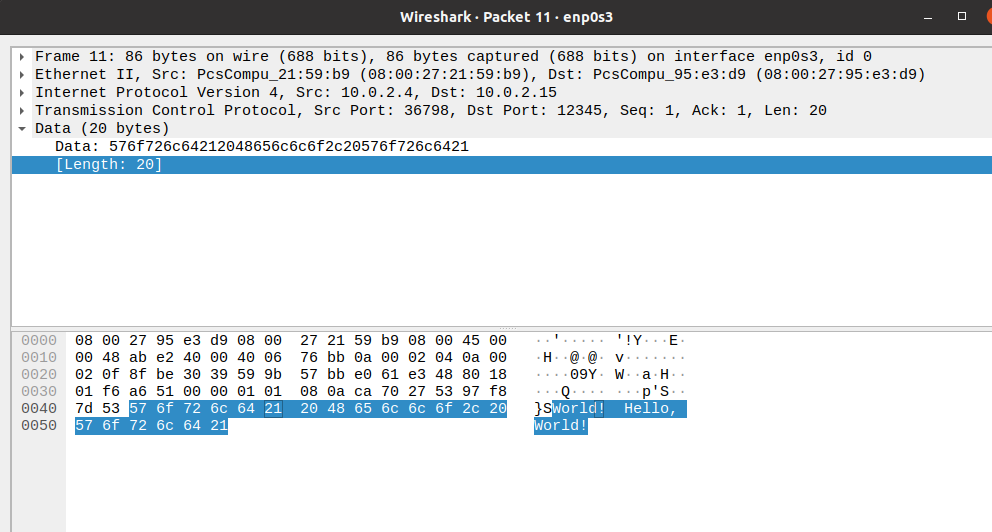 Wireshark · Packet 11 · enp0s3
Frame 11: 86 bytes on wire (688 bits), 86 bytes captured (688 bits) on interface enp0s3, id 0
Ethernet II, Src: PcsCompu_21:59:b9 (08:00:27:21:59:b9), Dst: PcsCompu_95:e3:d9 (08:00:27:95:e3:d9)
Internet Protocol Version 4, Src: 10.0.2.4, Dst: 10.0.2.15
Transmission Control Protocol, Src Port: 36798, Dst Port: 12345, Seq: 1, Ack: 1, Len: 20
Data (20 bytes)
Data: 576f726c64212048656c6c6f2c20576f726c6421
[Length: 20]
0000 08 00 27 95 e3 d9 08 00 27 21 59 b9 08 00 45 00 ··'····· '!Y···E·
0010 00 48 ab e2 40 00 40 06 76 bb 0a 00 02 04 0a 00 ·H··@·@· v·······
0020 02 0f 8f be 30 39 59 9b 57 bb e0 61 e3 48 80 18 ····09Y· W··a·H··
0030 01 f6 a6 51 00 00 01 01 08 0a ca 70 27 53 97 f8 ···Q···· ···p'S··
0040 7d 53 57 6f 72 6c 64 21 20 48 65 6c 6c 6f 2c 20 }SWorld! Hello,
0050 57 6f 72 6c 64 21 World!